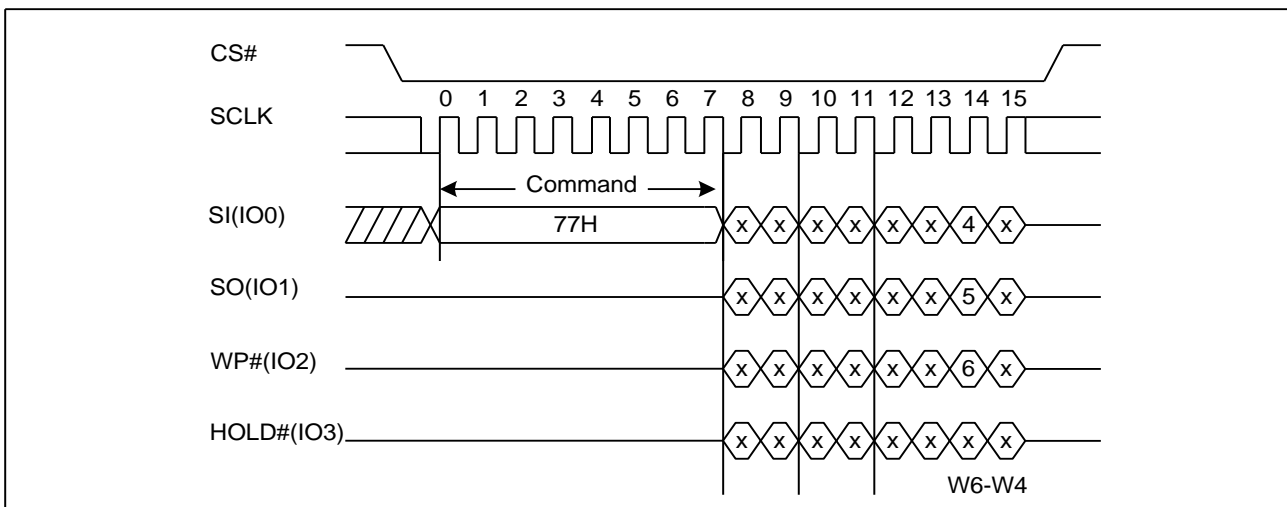 CS#
0 1 2 3 4 5 6 7 8 9 10 11 12 13 14 15
SCLK
Command
SI(IO0)
77H
x x x x x x 4 x
SO(IO1)
x x x x x x 5 x
WP#(IO2)
x x x x x x 6 x
HOLD#(IO3)
x x x x x x x x
W6-W4